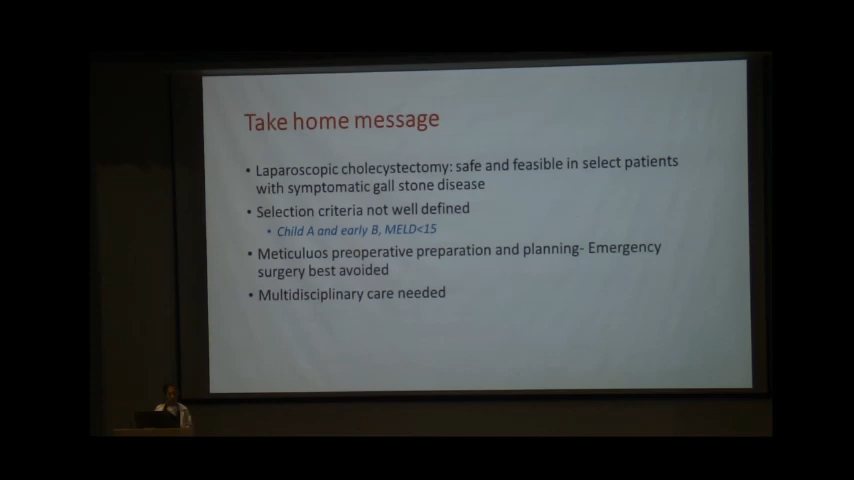 Take home message
• Laparoscopic cholecystectomy: safe and feasible in select patients
with symptomatic gall stone disease
• Selection criteria not well defined
• Child A and early B, MELD<15
• Meticuluos preoperative preparation and planning- Emergency
surgery best avoided
• Multidisciplinary care needed